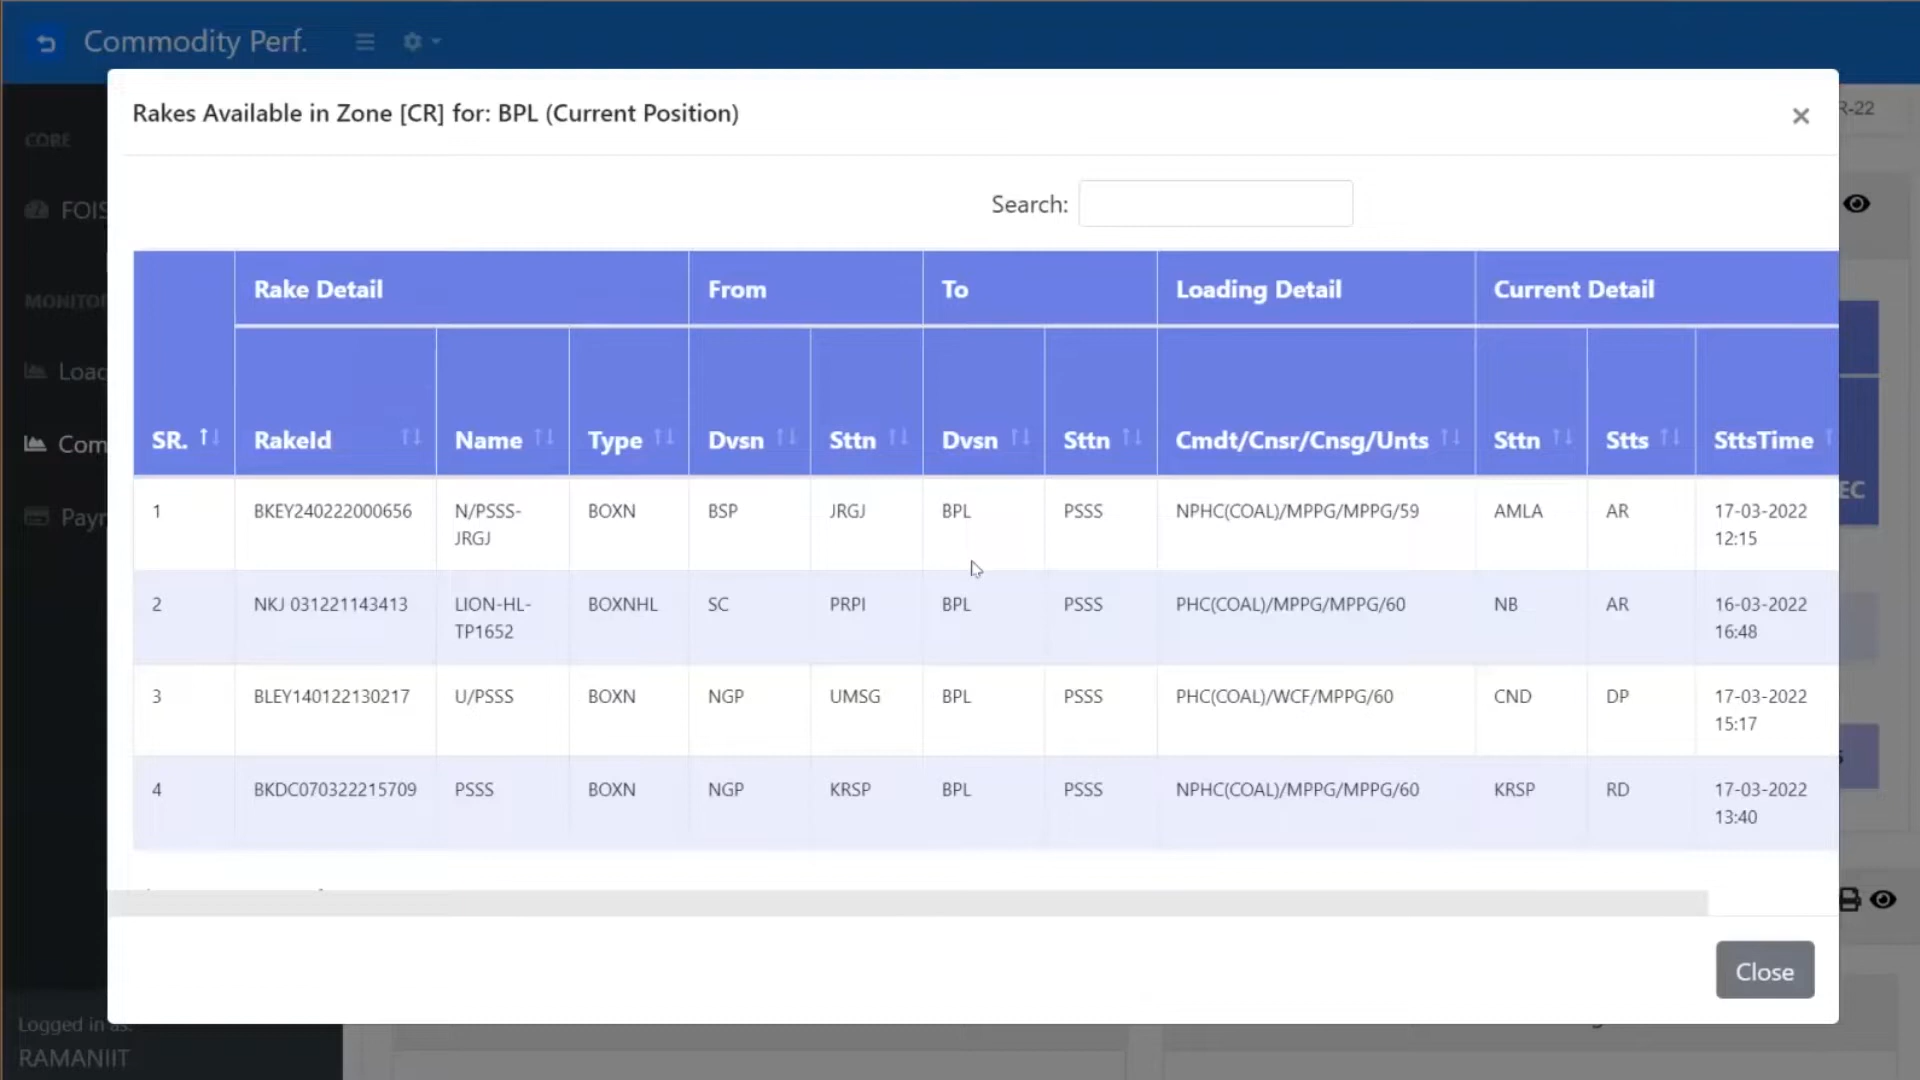 Commodity Perf.
R-22
Rakes Available in Zone [CR] for: BPL (Current Position)
×
CORE
Search:
FOIS
MONITOR
Rake Detail From To Loading Detail Current Detail
Load
SR. RakeId Name Type Dvsn Sttn Dvsn Sttn Cmdt/Cnsr/Cnsg/Unts Sttn Stts SttsTime
Com
EC
1 BKEY240222000656 N/PSSS- BOXN BSP JRGJ BPL PSSS NPHC(COAL)/MPPG/MPPG/59 AMLA AR 17-03-2022
JRGJ 12:15
Payr
2 NKJ 031221143413 LION-HL- BOXNHL SC PRPI BPL PSSS PHC(COAL)/MPPG/MPPG/60 NB AR 16-03-2022
TP1652 16:48
3 BLEY140122130217 U/PSSS BOXN NGP UMSG BPL PSSS PHC(COAL)/WCF/MPPG/60 CND DP 17-03-2022
15:17
4 BKDC070322215709 PSSS BOXN NGP KRSP BPL PSSS NPHC(COAL)/MPPG/MPPG/60 KRSP RD 17-03-2022
13:40
Close
Logged in as:
RAMANIIT